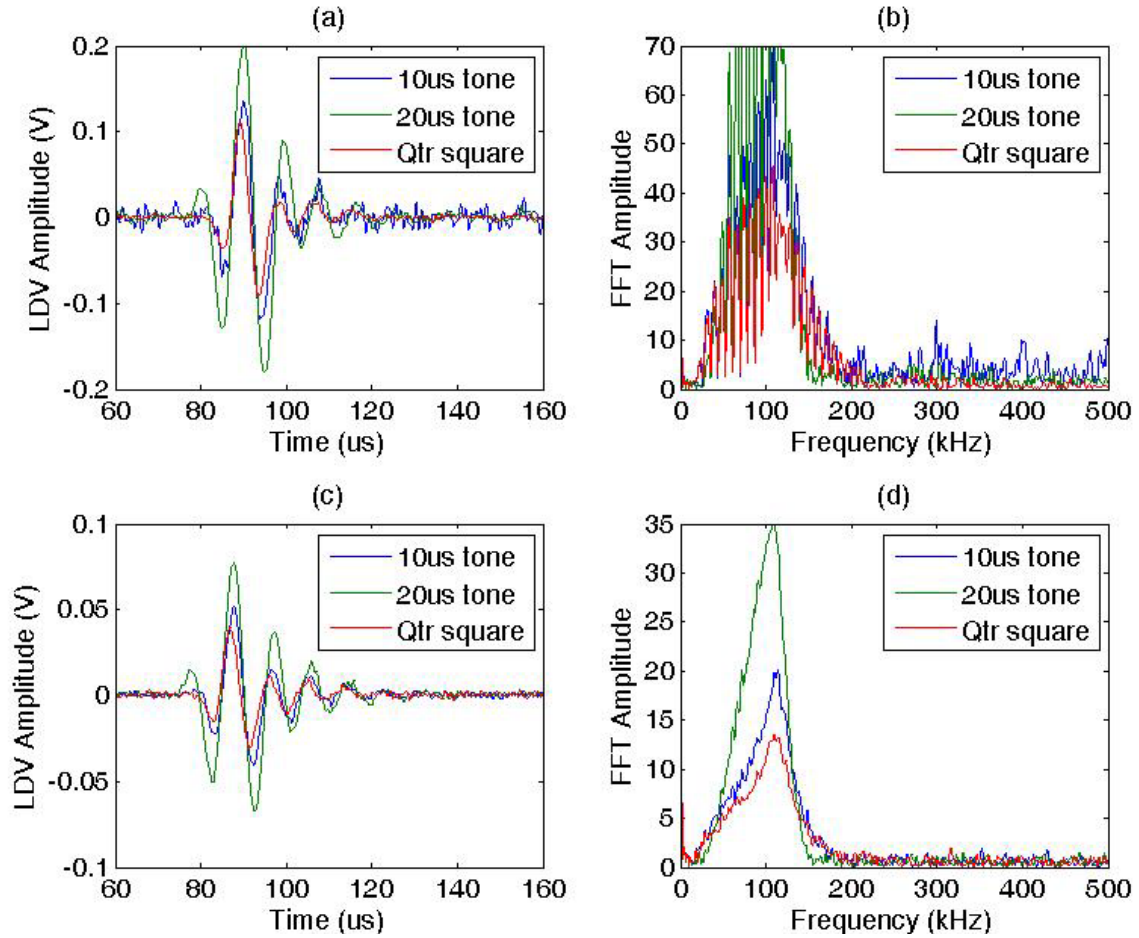 (a)
0.2
0.1
0
-0.1
-0.2
LDV Amplitude (V)
60 80 100 120 140 160
Time (us)
10us tone
20us tone
Qtr square
(b)
70
60
50
40
30
20
10
0
FFT Amplitude
0 100 200 300 400 500
Frequency (kHz)
10us tone
20us tone
Qtr square
(c)
0.1
0.05
0
-0.05
-0.1
LDV Amplitude (V)
60 80 100 120 140 160
Time (us)
10us tone
20us tone
Qtr square
(d)
35
30
25
20
15
10
5
0
FFT Amplitude
0 100 200 300 400 500
Frequency (kHz)
10us tone
20us tone
Qtr square